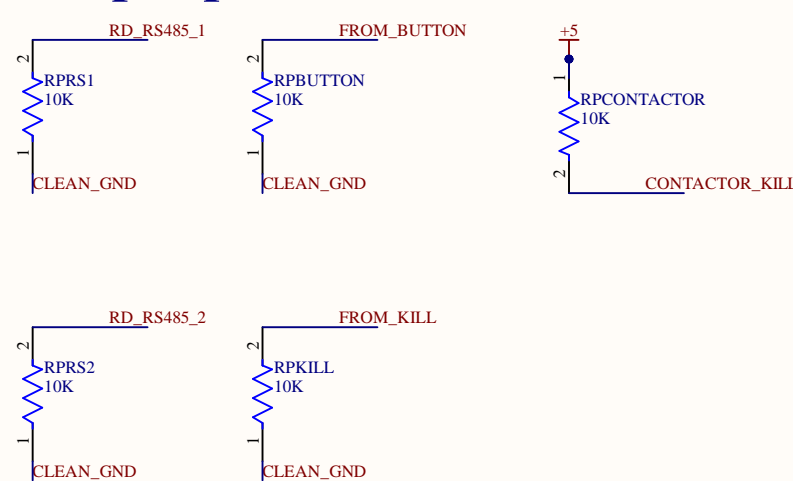 RD_RS485_1
2
RPRS1
10K
1
CLEAN_GND
FROM_BUTTON
2
RPBUTTON
10K
1
CLEAN_GND
+5
1
RPCONTACTOR
10K
2
CONTACTOR_KILL
RD_RS485_2
2
RPRS2
10K
1
CLEAN_GND
FROM_KILL
2
RPKILL
10K
1
CLEAN_GND